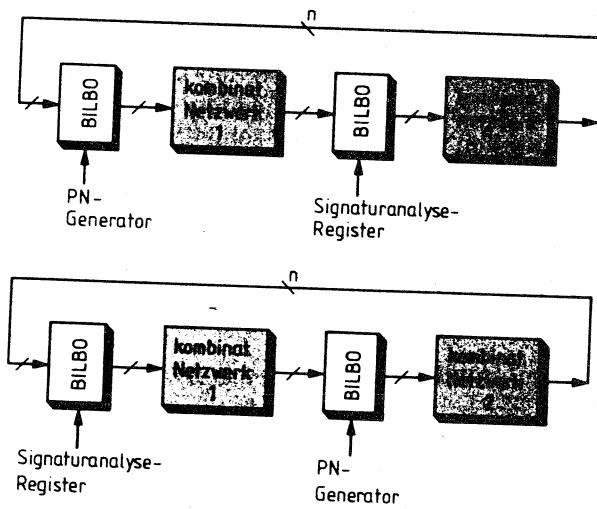 n
BILBO
kombinat
Netzwerk
1
BILBO
PN-
Generator
Signaturanalyse-
Register
n
BILBO
kombinat
Netzwerk
1
BILBO
kombinat
Netzwerk
2
Signaturanalyse-
Register
PN-
Generator